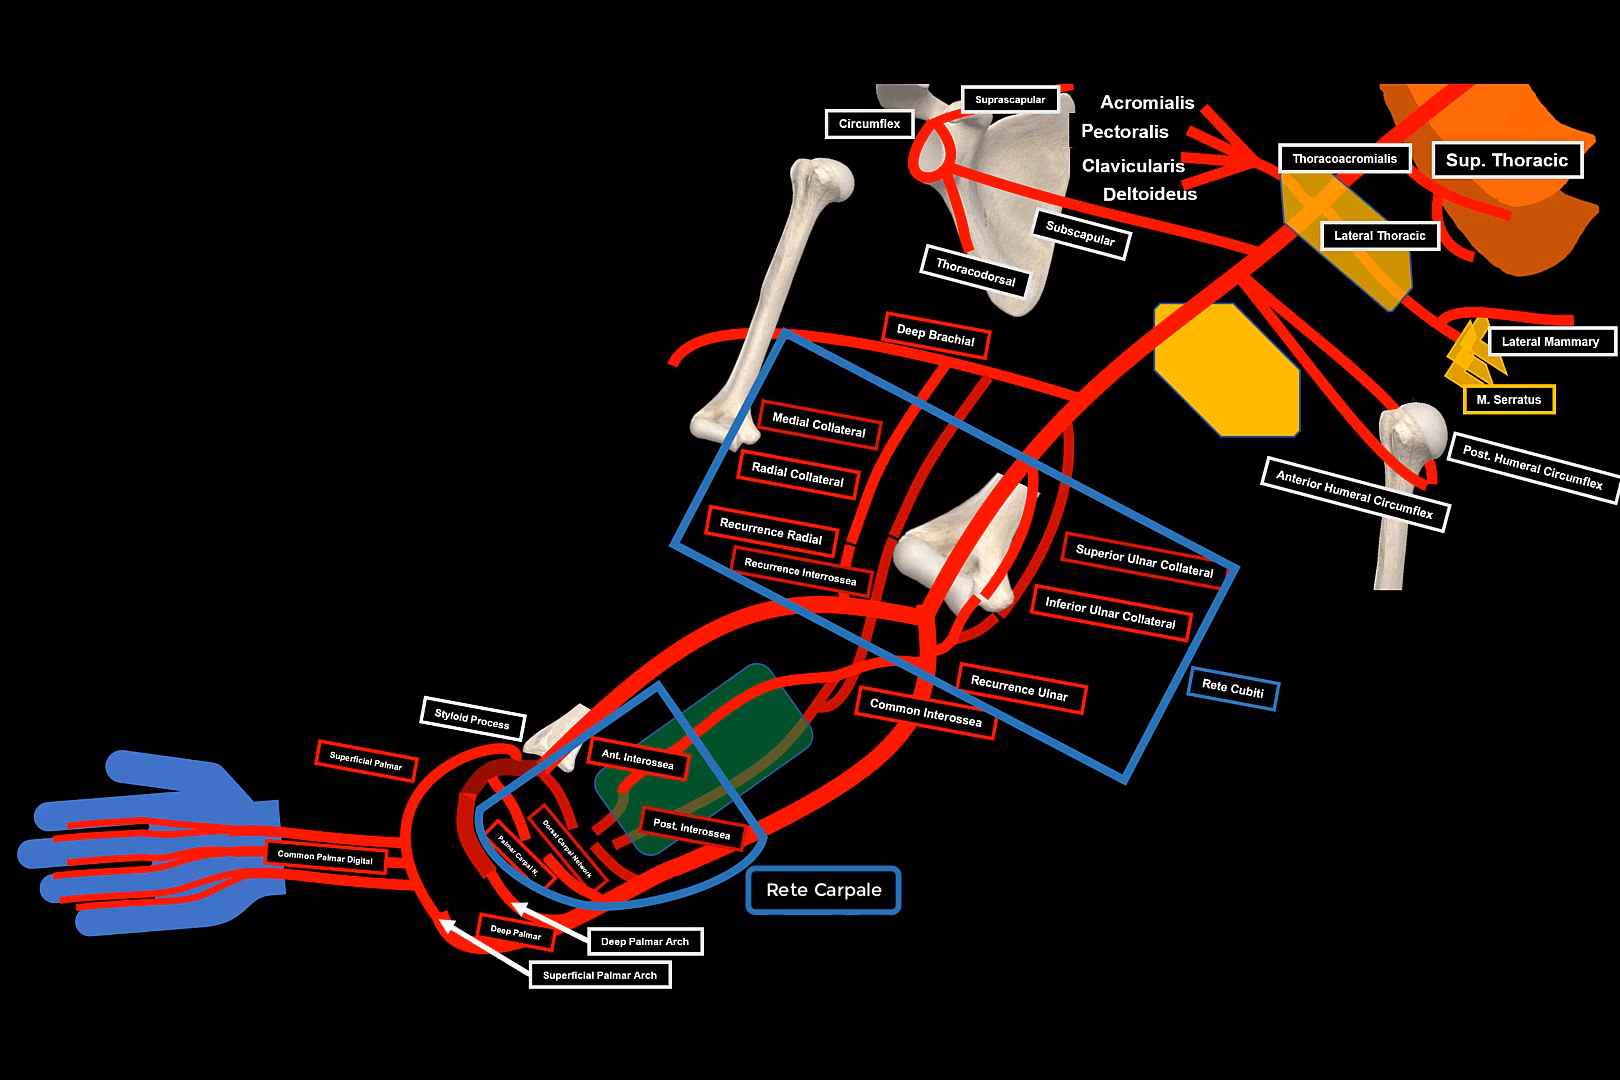 Suprascapular
Circumflex
Acromialis
Pectoralis
Clavicularis
Deltoideus
Thoracoacromialis
Sup. Thoracic
Lateral Thoracic
Subscapular
Thoracodorsal
Deep Brachial
Lateral Mammary
M. Serratus
Medial Collateral
Radial Collateral
Post. Humeral Circumflex
Anterior Humeral Circumflex
Recurrence Radial
Recurrence Interrossea
Superior Ulnar Collateral
Inferior Ulnar Collateral
Recurrence Ulnar
Rete Cubiti
Common Interossea
Styloid Process
Superficial Palmar
Ant. Interossea
Post. Interossea
Palmar Carpal N.
Dorsal Carpal Network
Common Palmar Digital
Rete Carpale
Deep Palmar
Deep Palmar Arch
Superficial Palmar Arch